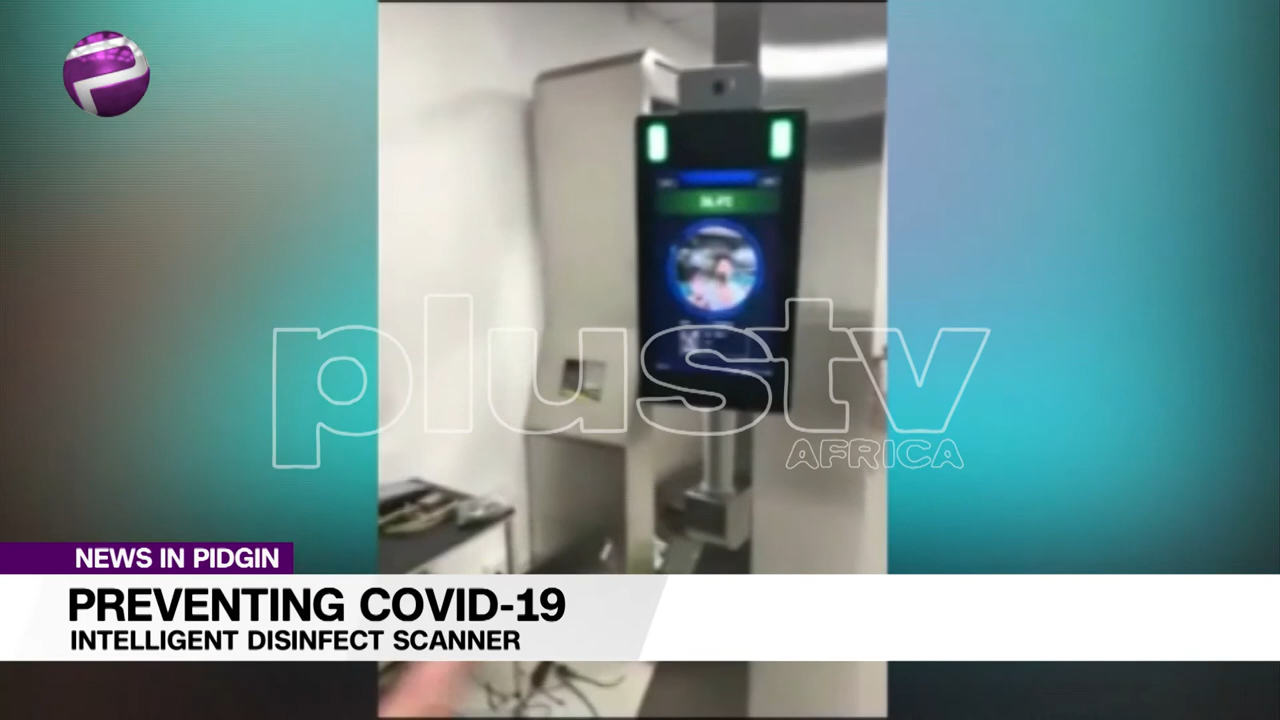 plustv
AFRICA
NEWS IN PIDGIN
PREVENTING COVID-19
INTELLIGENT DISINFECT SCANNER